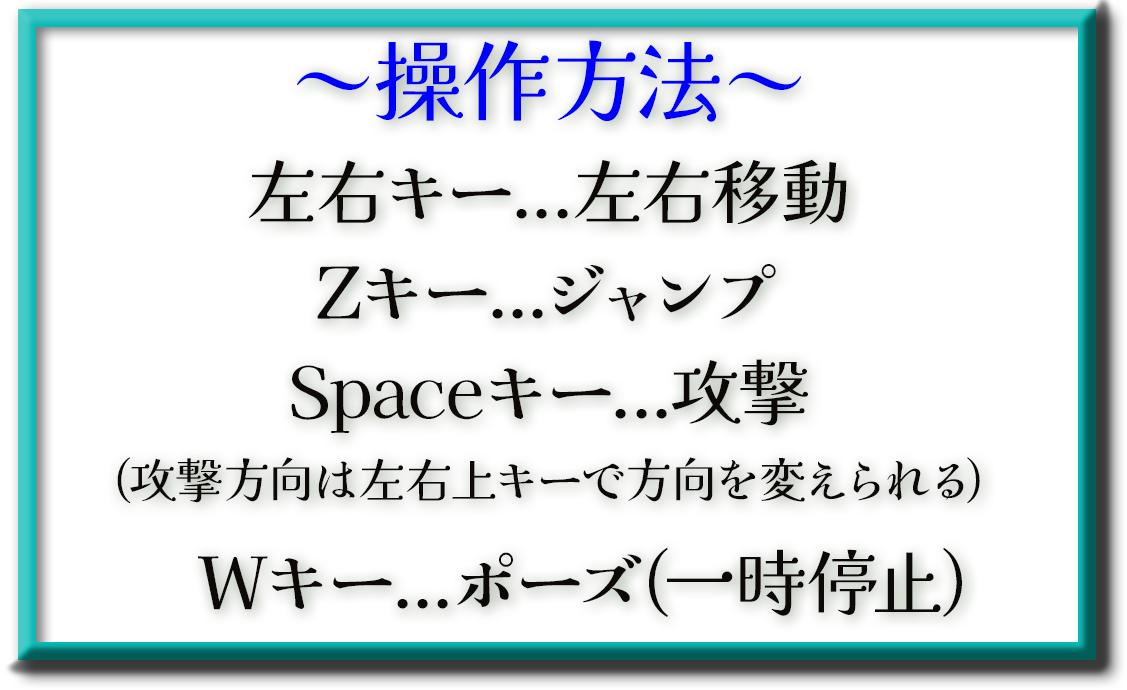 ～操作方法～
左右キー...左右移動
Zキー...ジャンプ
Spaceキー...攻撃
(攻撃方向は左右上キーで方向を変えられる)
Wキー...ポーズ(一時停止)